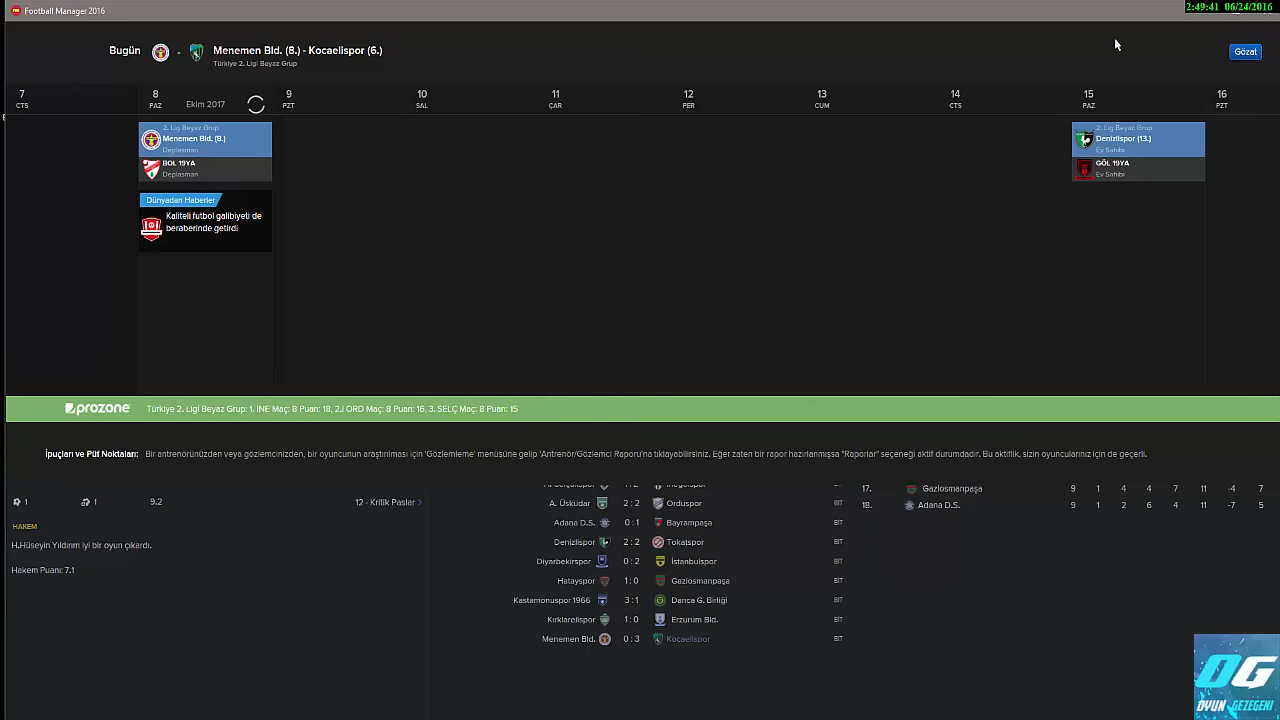 Football Manager 2016
2:49:41 06/24/2016
Bugün
-
Menemen Bld. (8.) - Kocaelispor (6.)
Türkiye 2. Ligi Beyaz Grup
Gözat
7
CTS
8
PAZ
Ekim 2017
9
PZT
10
SAL
11
ÇAR
12
PER
13
CUM
14
CTS
15
PAZ
16
PZT
2. Lig Beyaz Grup
Menemen Bld. (8.)
Deplasman
BOL 19YA
Deplasman
Dünyadan Haberler
Kaliteli futbol galibiyeti de
beraberinde getirdi
2. Lig Beyaz Grup
Denizlispor (13.)
Ev Sahibi
GÖL 19YA
Ev Sahibi
prozone
Türkiye 2. Ligi Beyaz Grup: 1. INE Maç: 8 Puan: 18, 2.i ORD Maç: 8 Puan: 16, 3. SELÇ Maç: 8 Puan: 15
İpuçları ve Püf Noktaları: Bir antrenörünüzden veya gözlemcinizden, bir oyuncunun araştırılması için 'Gözlemleme' menüsüne gelip 'Antrenör/Gözlemci Raporu'na tıklayabilirsiniz. Eğer zaten bir rapor hazırlanmışsa "Raporlar" seçeneği aktif durumdadır. Bu aktiflik, sizin oyuncularınız için de geçerli.
1 1 9.2 12 - Kritik Paslar >
HAKEM
H.Hüseyin Yıldırım iyi bir oyun çıkardı.
Hakem Puanı: 7.1
A. Üsküdar 2 : 2 Orduspor BIT
Adana D.S. 0 : 1 Bayrampaşa BIT
Denizlispor 2 : 2 Tokatspor BIT
Diyarbekirspor 0 : 2 İstanbulspor BIT
Hatayspor 1 : 0 Gaziosmanpaşa BIT
Kastamonuspor 1966 3 : 1 Darıca G. Birliği BIT
Kırklarelispor 1 : 0 Erzurum Bld. BIT
Menemen Bld. 0 : 3 Kocaelispor BIT
17. Gaziosmanpaşa 9 1 4 4 7 11 -4 7
18. Adana D.S. 9 1 2 6 4 11 -7 5
OG
OYUN GEZEGENI